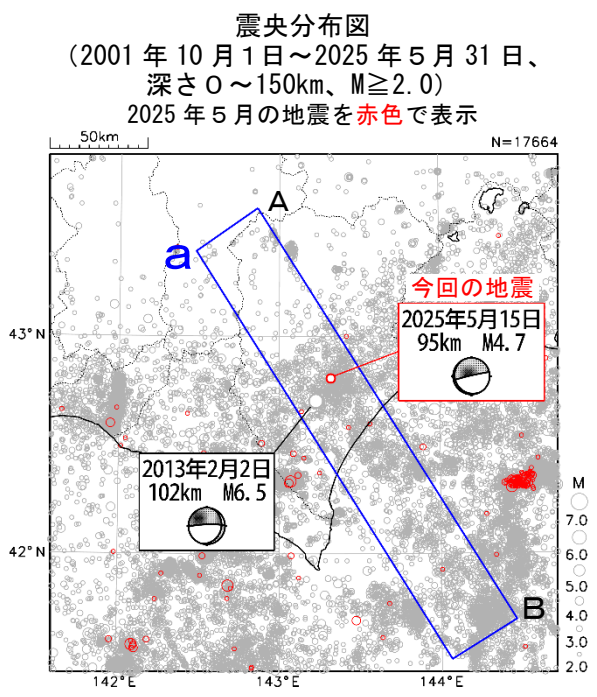 震央分布図
(2001年10月1日~2025年5月31日、
深さ0~150km、M≧2.0)
2025年5月の地震を赤色で表示
50km
N=17664
A
a
今回の地震
2025年5月15日
95km M4.7
43°N
2013年2月2日
102km M6.5
M
7.0
6.0
5.0
4.0
3.0
2.0
42°N
B
142°E
143°E
144°E